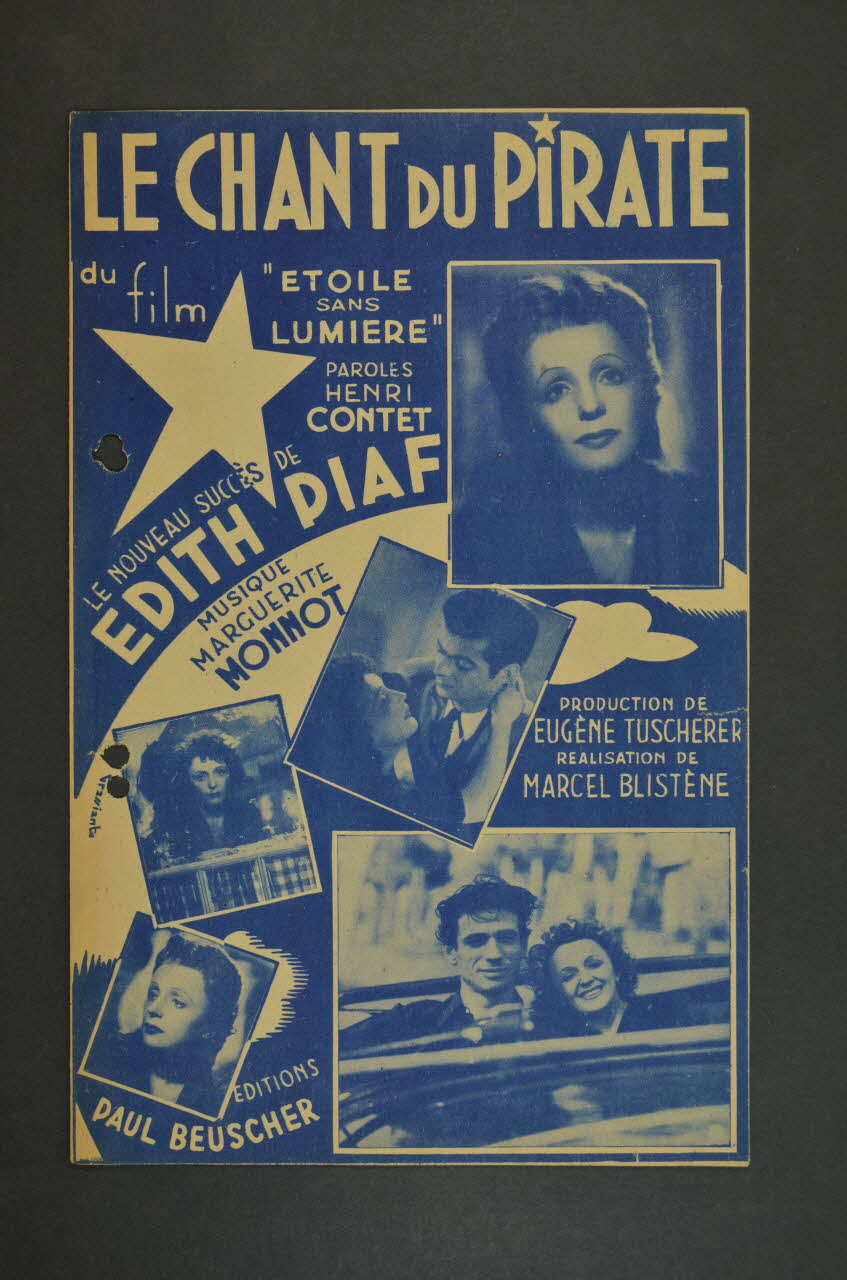 LE CHANT DU PIRATE
du film
"ETOILE
SANS
LUMIERE"
PAROLES
HENRI
CONTET
LE NOUVEAU SUCCÈS DE
EDITH PIAF
MUSIQUE
MARGUERITE
MONNOT
PRODUCTION DE
EUGÈNE TUSCHERER
REALISATION DE
MARCEL BLISTÈNE
EDITIONS
PAUL BEUSCHER